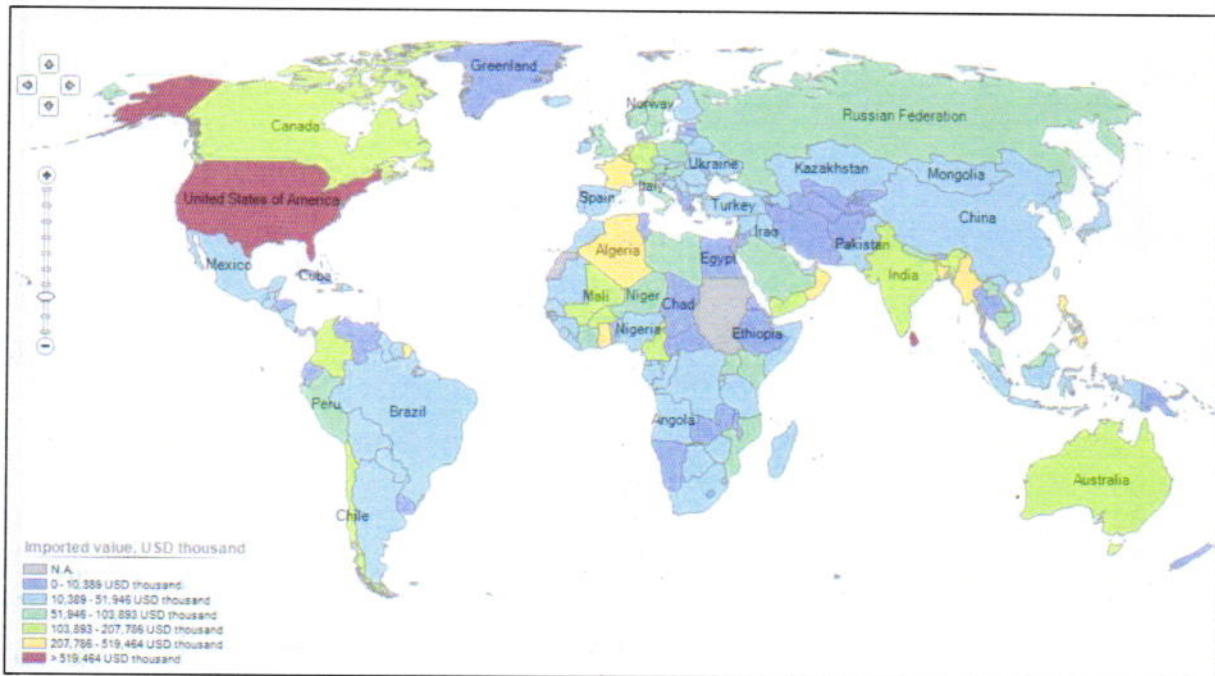 Greenland
Canada
Norway
Russian Federation
United States of America
Spain
Italy
Ukraine
Kazakhstan
Mongolia
Turkey
China
Mexico
Cuba
Algeria
Iraq
Egypt
Pakistan
India
Mali
Niger
Chad
Nigeria
Ethiopia
Peru
Brazil
Angola
Chile
Australia
Imported value, USD thousand
N.A.
0 - 10,389 USD thousand
10,389 - 51,946 USD thousand
51,946 - 103,893 USD thousand
103,893 - 207,786 USD thousand
207,786 - 519,464 USD thousand
> 519,464 USD thousand